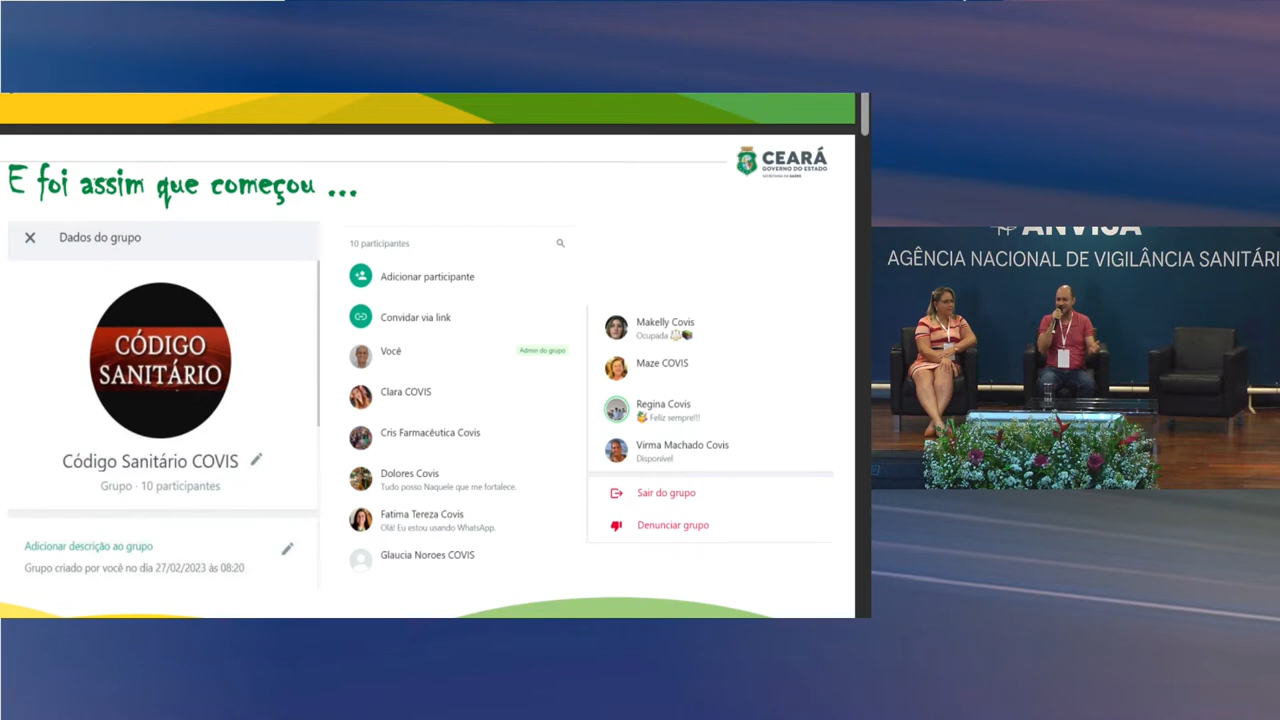 E foi assim que começou ...
CEARÁ
GOVERNO DO ESTADO
SECRETARIA DA SAÚDE
Dados do grupo
CÓDIGO
SANITÁRIO
Código Sanitário COVIS
Grupo · 10 participantes
Adicionar descrição ao grupo
Grupo criado por você no dia 27/02/2023 às 08:20
10 participantes
Adicionar participante
Convidar via link
Você
Admin do grupo
Clara COVIS
Cris Farmacêutica Covis
Dolores Covis
Tudo posso Naquele que me fortalece.
Fatima Tereza Covis
Olá! Eu estou usando WhatsApp.
Glaucia Noroes COVIS
Makelly Covis
Ocupada
Maze COVIS
Regina Covis
Feliz sempre!!!
Virma Machado Covis
Disponível
Sair do grupo
Denunciar grupo
ANVISA
AGÊNCIA NACIONAL DE VIGILÂNCIA SANITÁRI